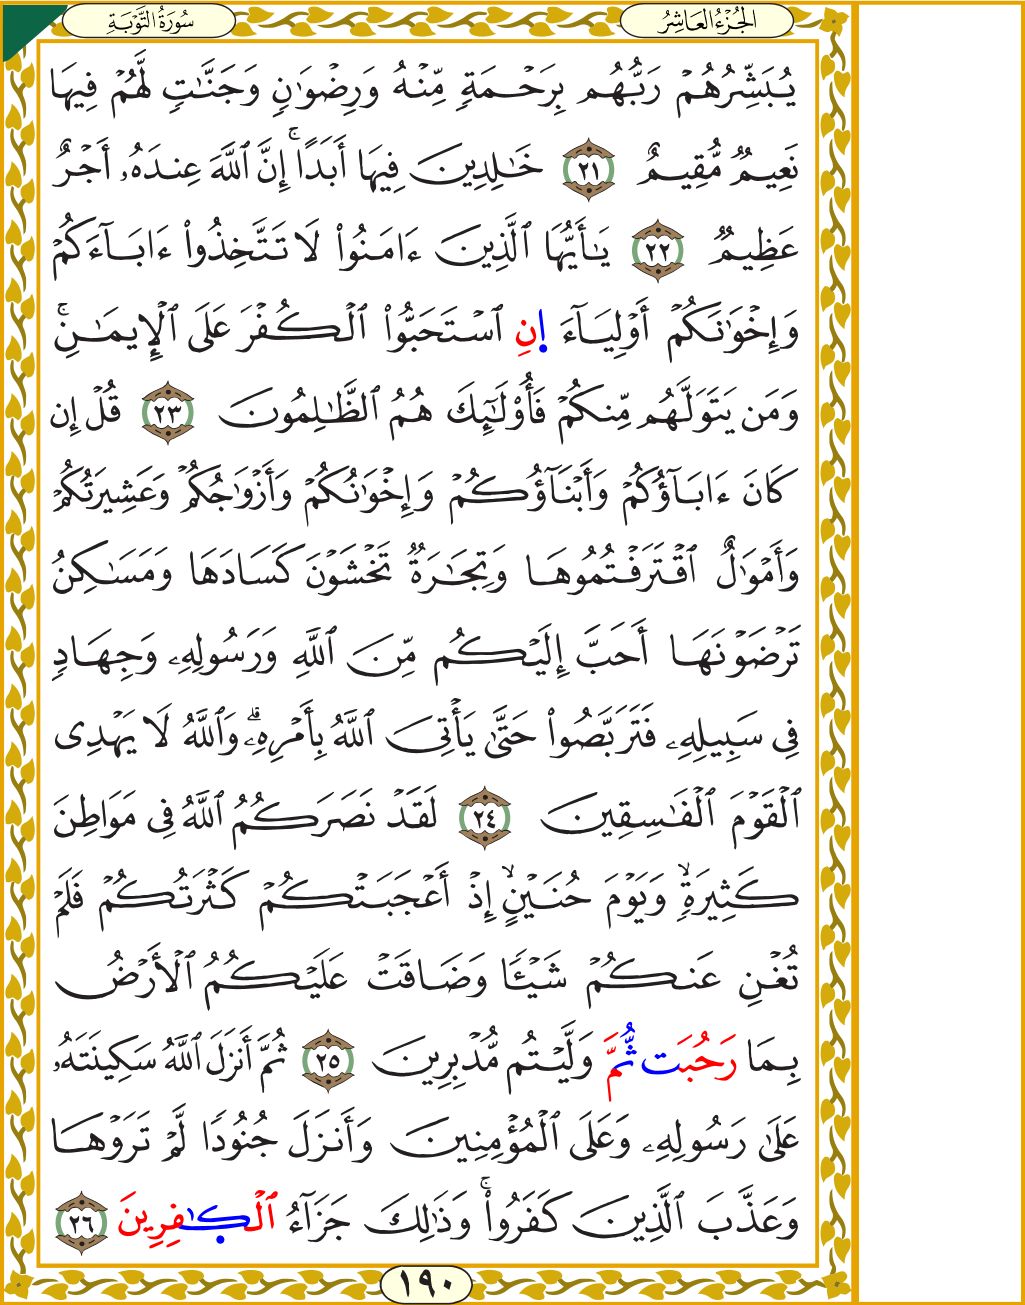 سُورَةُ التَّوْبَةِ
الجُزْءُ العَاشِرُ
يُبَشِّرُهُمْ رَبُّهُم بِرَحْمَةٍ مِّنْهُ وَرِضْوَٰنٍ وَجَنَّٰتٍ لَّهُمْ فِيهَا
نَعِيمٌ مُّقِيمٌ ٢١ خَٰلِدِينَ فِيهَآ أَبَدًا ۚ إِنَّ ٱللَّهَ عِندَهُۥ أَجْرٌ
عَظِيمٌ ٢٢ يَٰٓأَيُّهَا ٱلَّذِينَ ءَامَنُوا۟ لَا تَتَّخِذُوٓا۟ ءَابَآءَكُمْ
وَإِخْوَٰنَكُمْ أَوْلِيَآءَ إِنِ ٱسْتَحَبُّوا۟ ٱلْكُفْرَ عَلَى ٱلْإِيمَٰنِ ۚ
وَمَن يَتَوَلَّهُم مِّنكُمْ فَأُو۟لَٰٓئِكَ هُمُ ٱلظَّٰلِمُونَ ٢٣ قُلْ إِن
كَانَ ءَابَآؤُكُمْ وَأَبْنَآؤُكُمْ وَإِخْوَٰنُكُمْ وَأَزْوَٰجُكُمْ وَعَشِيرَتُكُمْ
وَأَمْوَٰلٌ ٱقْتَرَفْتُمُوهَا وَتِجَٰرَةٌ تَخْشَوْنَ كَسَادَهَا وَمَسَٰكِنُ
تَرْضَوْنَهَآ أَحَبَّ إِلَيْكُم مِّنَ ٱللَّهِ وَرَسُولِهِۦ وَجِهَادٍ
فِى سَبِيلِهِۦ فَتَرَبَّصُوا۟ حَتَّىٰ يَأْتِىَ ٱللَّهُ بِأَمْرِهِۦ ۗ وَٱللَّهُ لَا يَهْدِى
ٱلْقَوْمَ ٱلْفَٰسِقِينَ ٢٤ لَقَدْ نَصَرَكُمُ ٱللَّهُ فِى مَوَاطِنَ
كَثِيرَةٍ ۙ وَيَوْمَ حُنَيْنٍ ۙ إِذْ أَعْجَبَتْكُمْ كَثْرَتُكُمْ فَلَمْ
تُغْنِ عَنكُمْ شَيْـًٔا وَضَاقَتْ عَلَيْكُمُ ٱلْأَرْضُ
بِمَا رَحُبَت ثُّمَّ وَلَّيْتُم مُّدْبِرِينَ ٢٥ ثُمَّ أَنزَلَ ٱللَّهُ سَكِينَتَهُۥ
عَلَىٰ رَسُولِهِۦ وَعَلَى ٱلْمُؤْمِنِينَ وَأَنزَلَ جُنُودًا لَّمْ تَرَوْهَا
وَعَذَّبَ ٱلَّذِينَ كَفَرُوا۟ ۚ وَذَٰلِكَ جَزَآءُ ٱلْكَٰفِرِينَ ٢٦
١٩٠